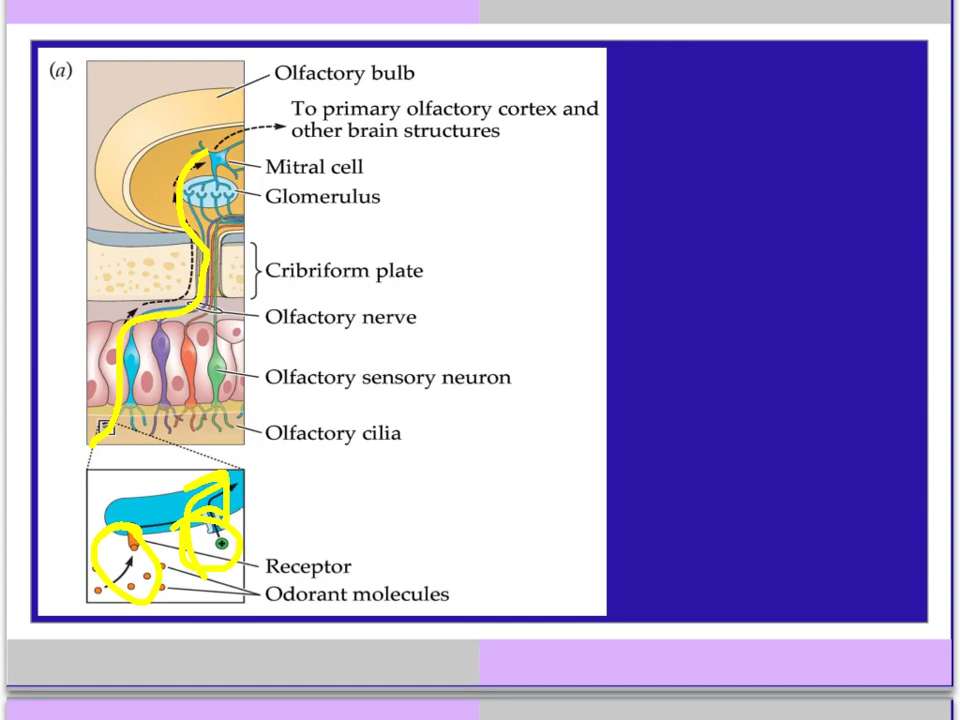 (a)
Olfactory bulb
To primary olfactory cortex and
other brain structures
Mitral cell
Glomerulus
Cribriform plate
Olfactory nerve
Olfactory sensory neuron
Olfactory cilia
+
Receptor
Odorant molecules